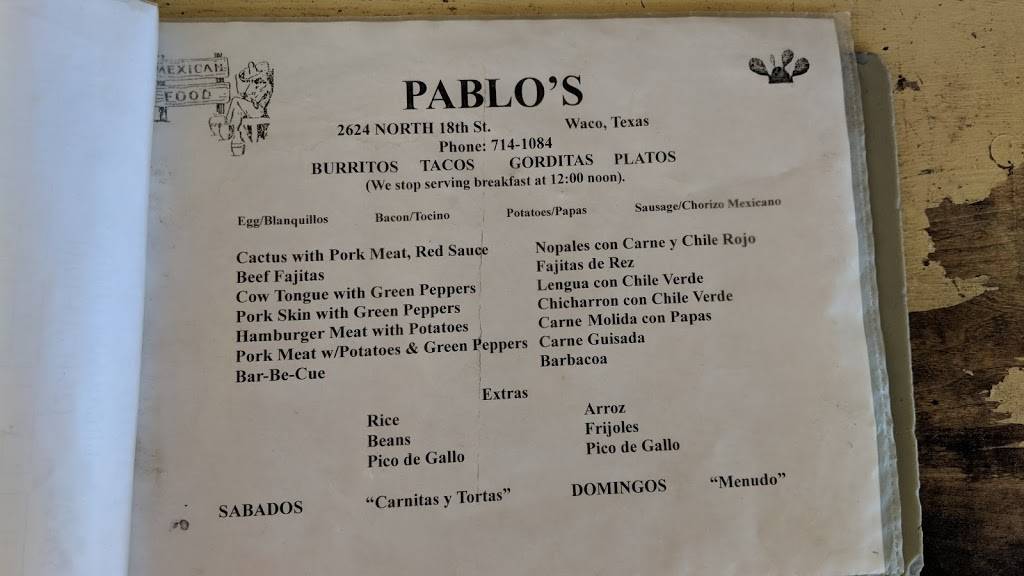 MEXICAN
FOOD
PABLO'S
2624 NORTH 18th St. Waco, Texas
Phone: 714-1084
BURRITOS TACOS GORDITAS PLATOS
(We stop serving breakfast at 12:00 noon).
Egg/Blanquillos Bacon/Tocino Potatoes/Papas Sausage/Chorizo Mexicano
Cactus with Pork Meat, Red Sauce Nopales con Carne y Chile Rojo
Beef Fajitas Fajitas de Rez
Cow Tongue with Green Peppers Lengua con Chile Verde
Pork Skin with Green Peppers Chicharron con Chile Verde
Hamburger Meat with Potatoes Carne Molida con Papas
Pork Meat w/Potatoes & Green Peppers Carne Guisada
Bar-Be-Cue Barbacoa
Extras
Rice Arroz
Beans Frijoles
Pico de Gallo Pico de Gallo
SABADOS “Carnitas y Tortas” DOMINGOS “Menudo”